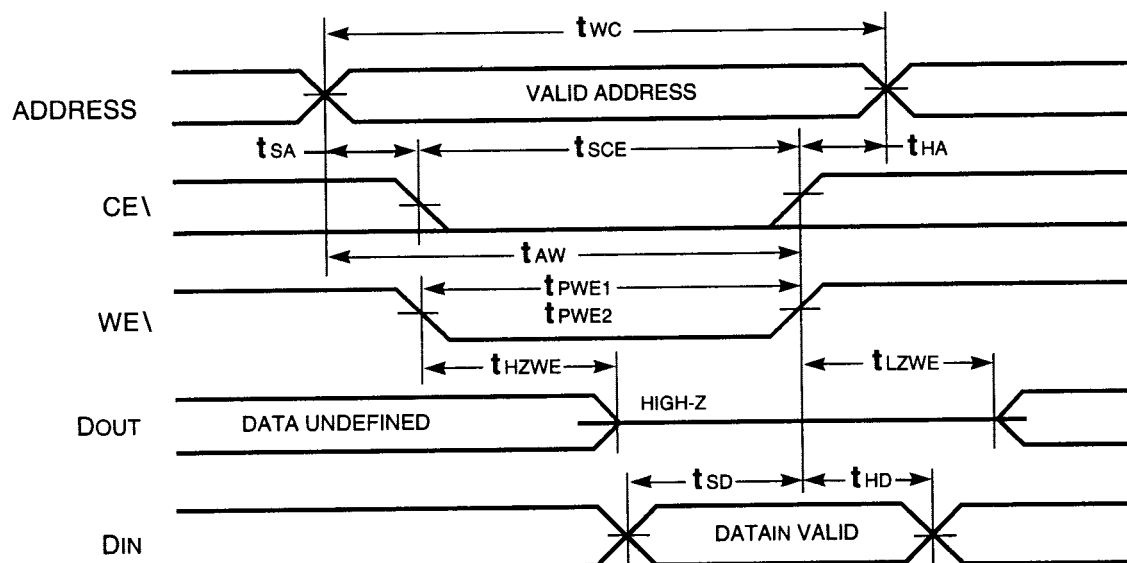 tWC
ADDRESS
VALID ADDRESS
tSA
tSCE
tHA
CE\
tAW
WE\
tPWE1
tPWE2
tHZWE
tLZWE
DOUT
DATA UNDEFINED
HIGH-Z
tSD
tHD
DIN
DATAIN VALID